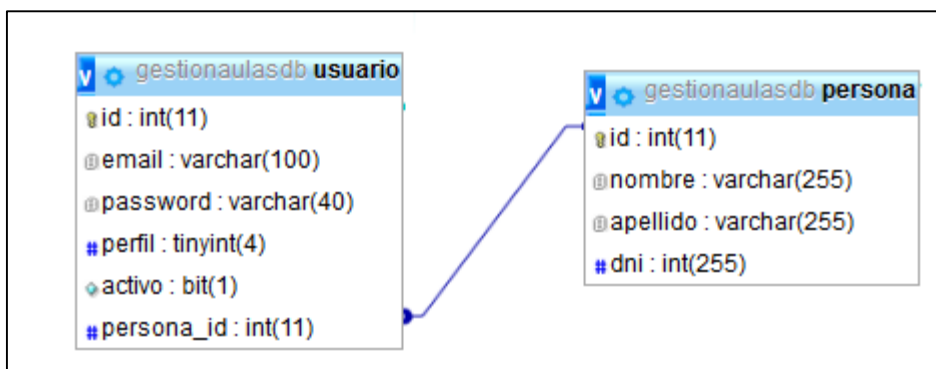 v gestionaulasdb usuario
id : int(11)
email : varchar(100)
password : varchar(40)
perfil : tinyint(4)
activo : bit(1)
persona_id : int(11)
v gestionaulasdb persona
id : int(11)
nombre : varchar(255)
apellido : varchar(255)
dni : int(255)